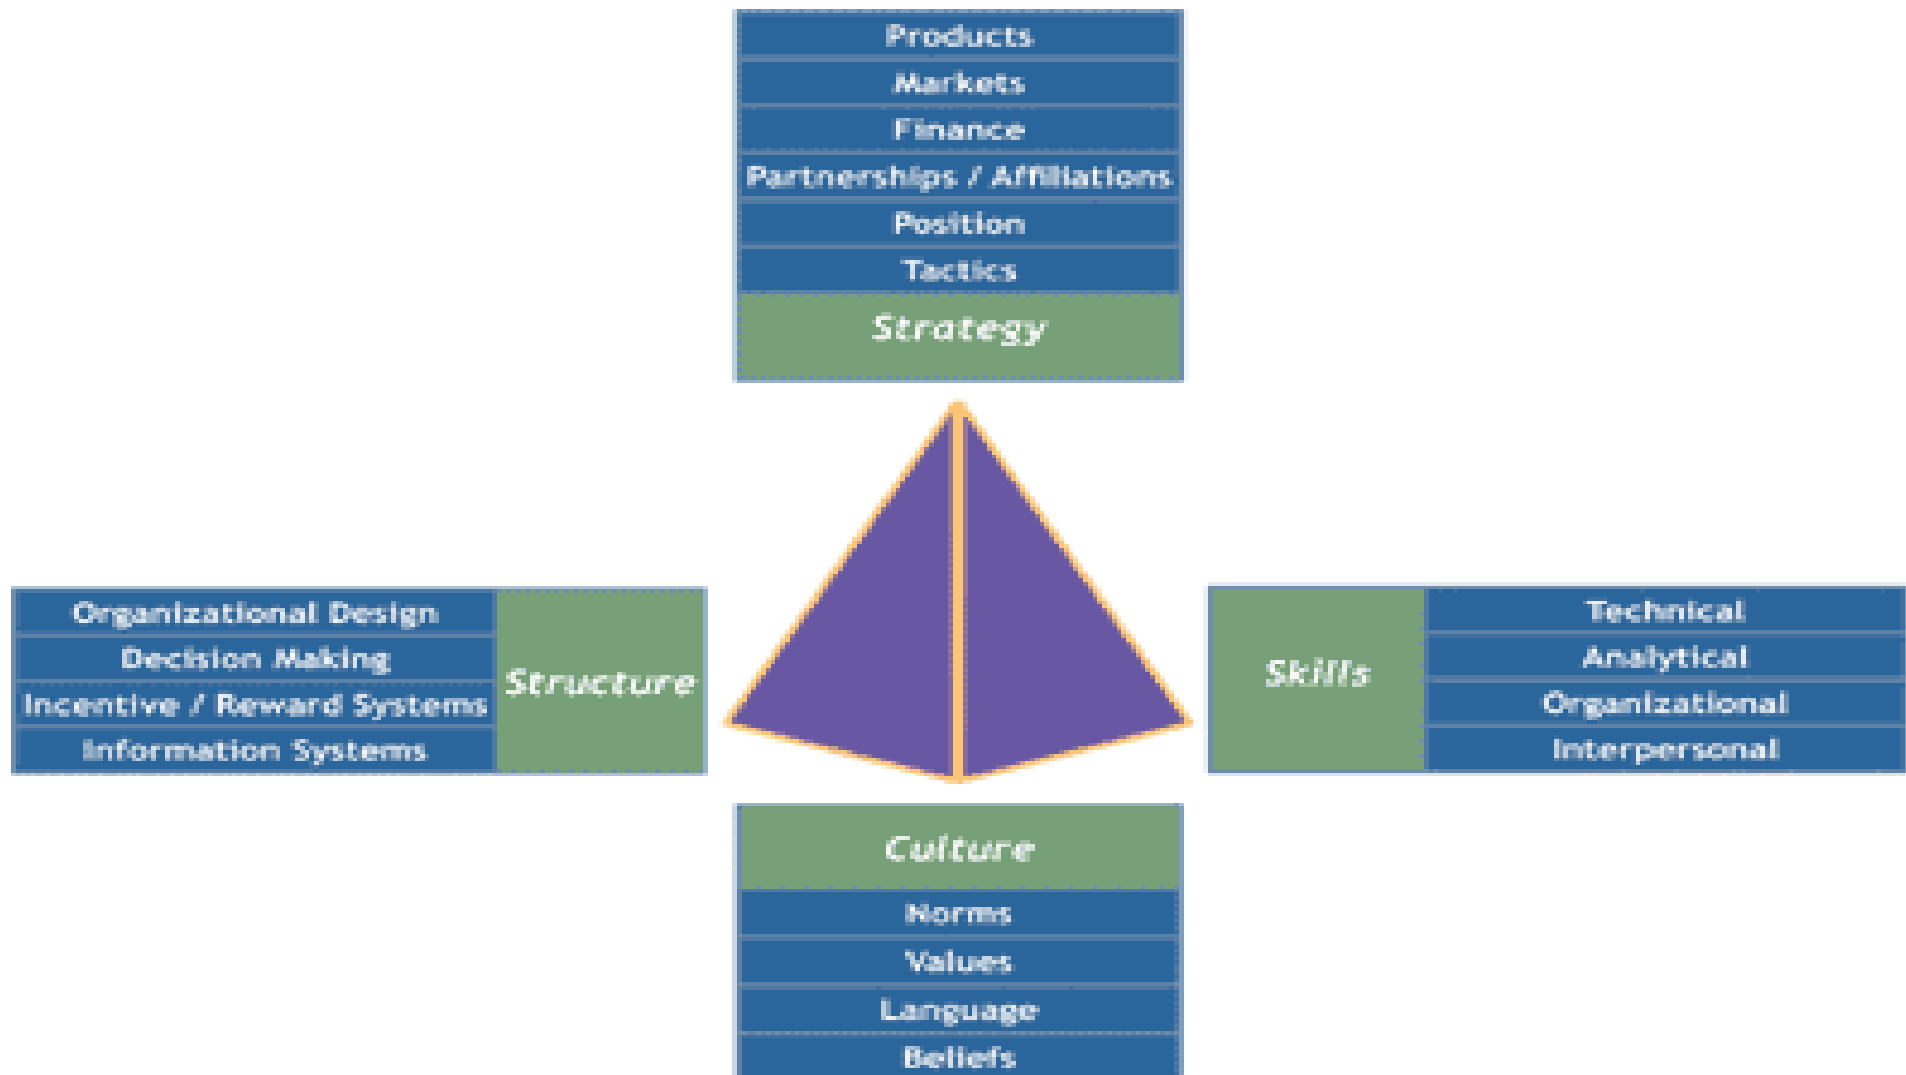 Products
Markets
Finance
Partnerships / Affiliations
Position
Tactics
Strategy
Organizational Design
Decision Making
Incentive / Reward Systems
Information Systems
Structure
Skills
Technical
Analytical
Organizational
Interpersonal
Culture
Norms
Values
Language
Beliefs